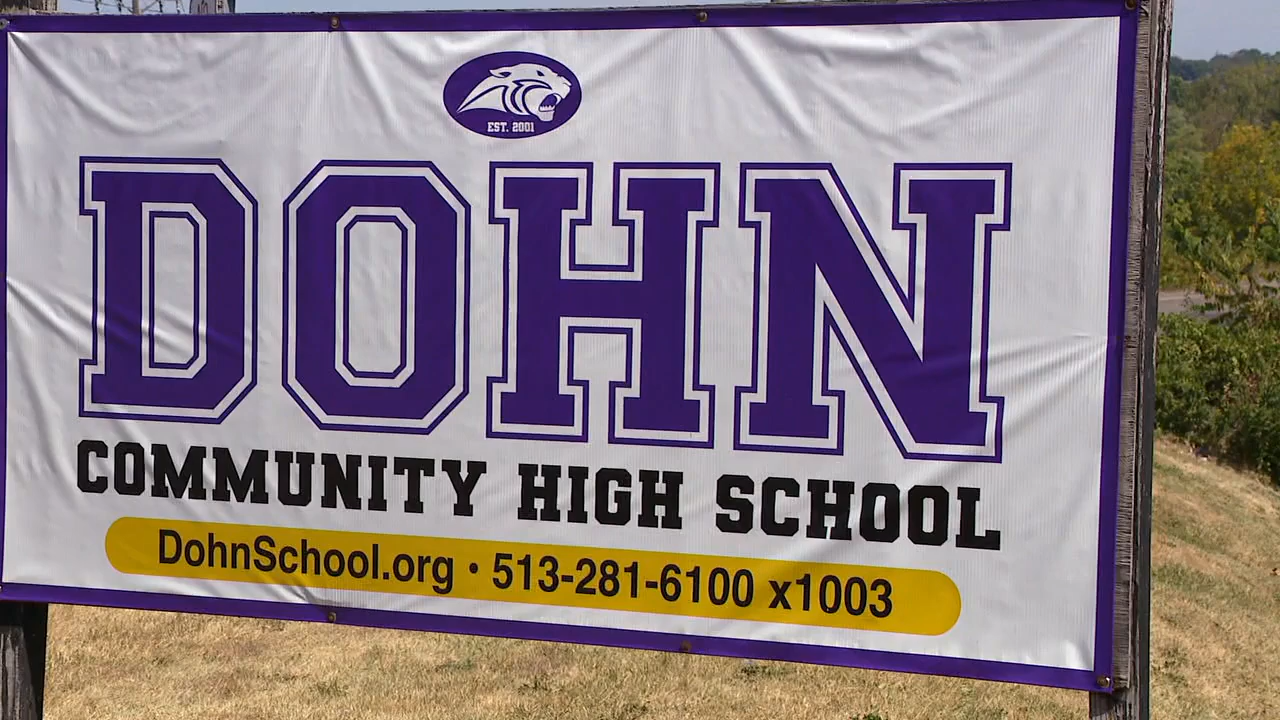 EST. 2001
DOHN
COMMUNITY HIGH SCHOOL
DohnSchool.org • 513-281-6100 x1003